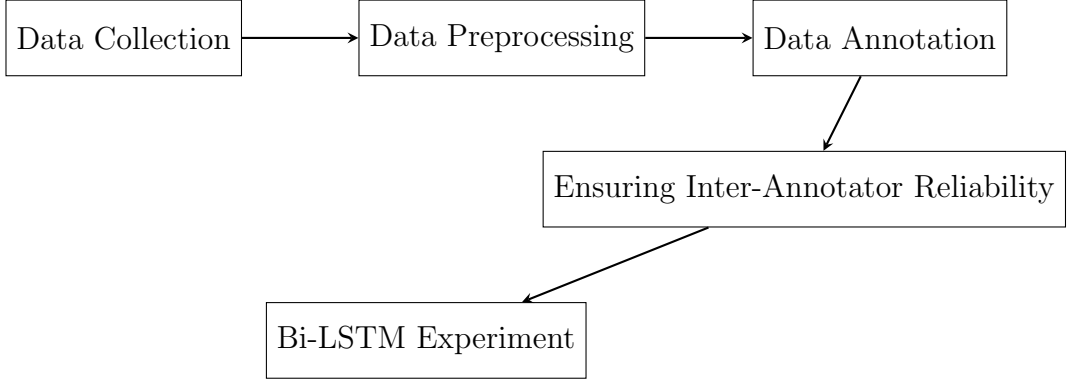 Data Collection
Data Preprocessing
Data Annotation
Ensuring Inter-Annotator Reliability
Bi-LSTM Experiment